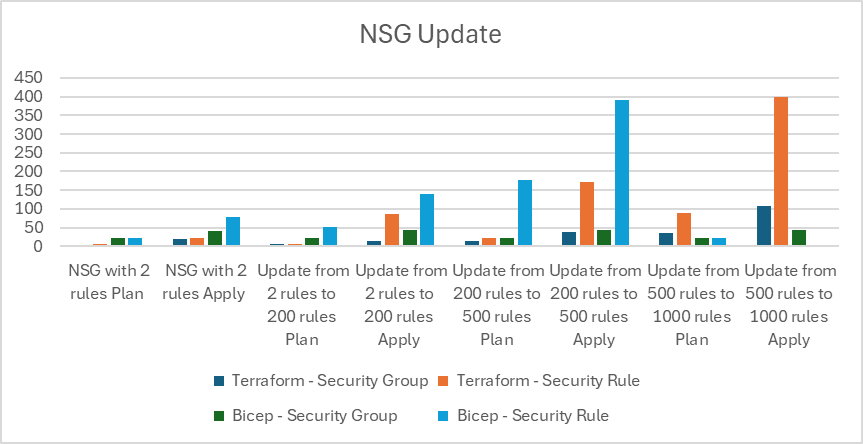 NSG Update
450
400
350
300
250
200
150
100
50
0
NSG with 2 rules Plan
NSG with 2 rules Apply
Update from 2 rules to 200 rules Plan
Update from 2 rules to 200 rules Apply
Update from 200 rules to 500 rules Plan
Update from 200 rules to 500 rules Apply
Update from 500 rules to 1000 rules Plan
Update from 500 rules to 1000 rules Apply
Terraform - Security Group
Terraform - Security Rule
Bicep - Security Group
Bicep - Security Rule